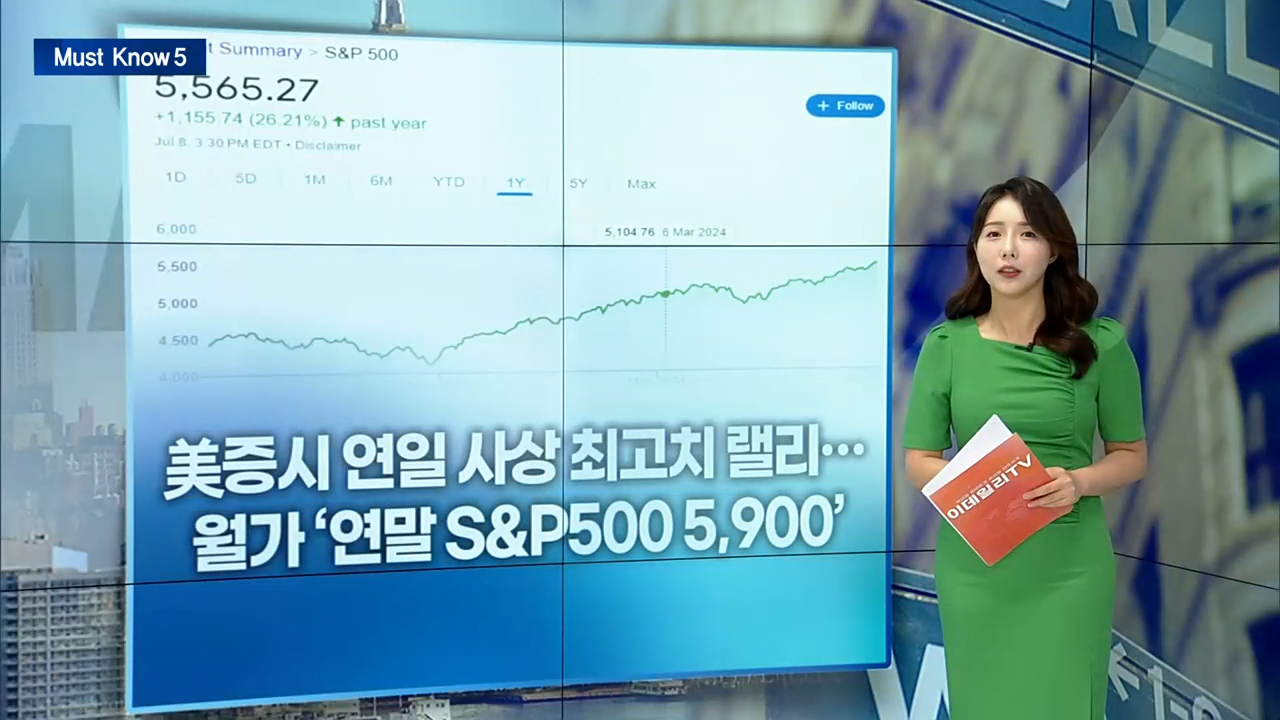 Must Know 5
t Summary > S&P 500
5,565.27
+1,155.74 (26.21%) ↑ past year
Jul 8, 3:30 PM EDT • Disclaimer
+ Follow
1D 5D 1M 6M YTD 1Y 5Y Max
6,000
5,104.76 6 Mar 2024
5,500
5,000
4,500
4,000
美증시 연일 사상 최고치 랠리…
월가 ‘연말 S&P500 5,900’
이데일리TV